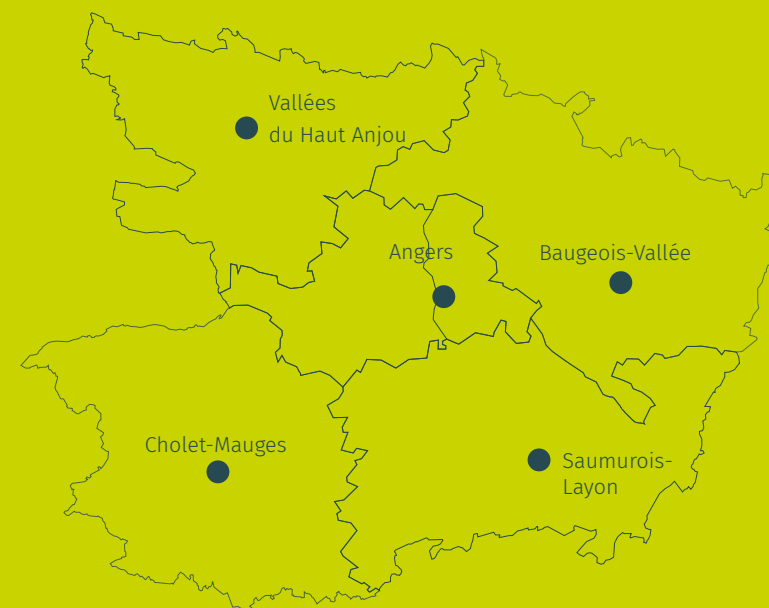 Vallées
du Haut Anjou
Angers
Baugeois-Vallée
Cholet-Mauges
Saumurois-
Layon